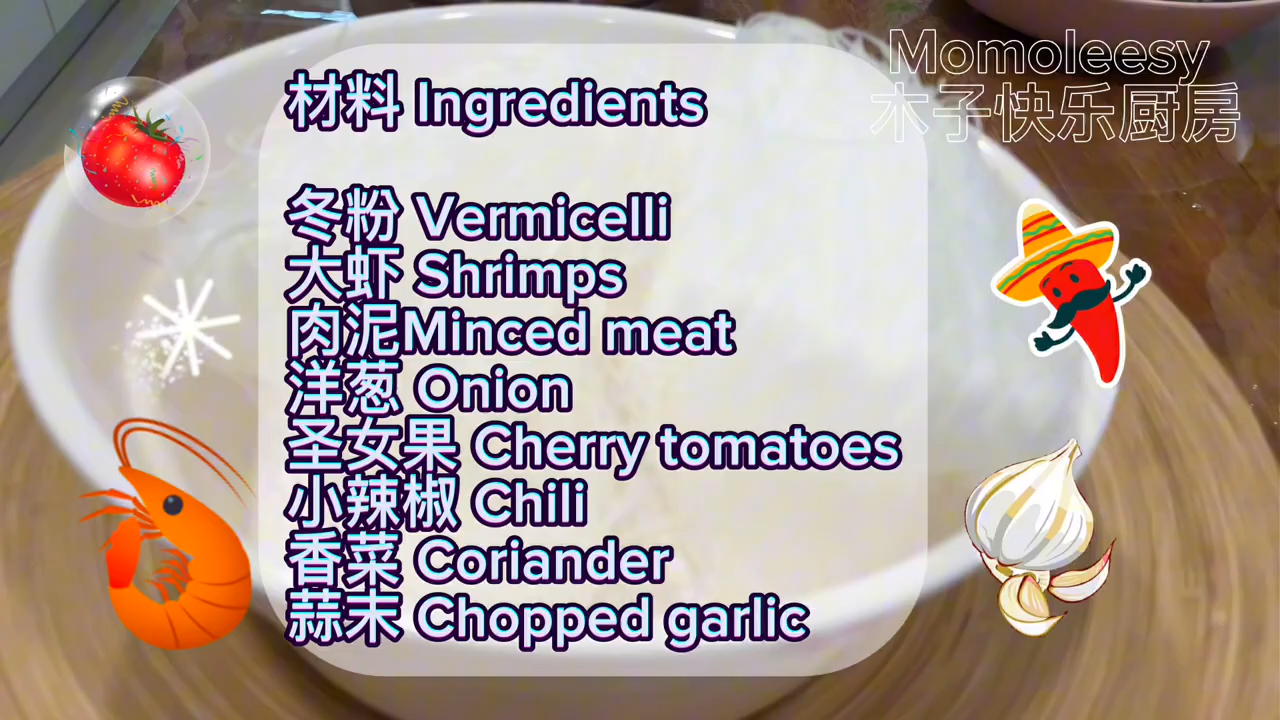 Momoleesy
木子快乐厨房
材料 Ingredients
冬粉 Vermicelli
大虾 Shrimps
肉泥Minced meat
洋葱 Onion
圣女果 Cherry tomatoes
小辣椒 Chili
香菜 Coriander
蒜末 Chopped garlic